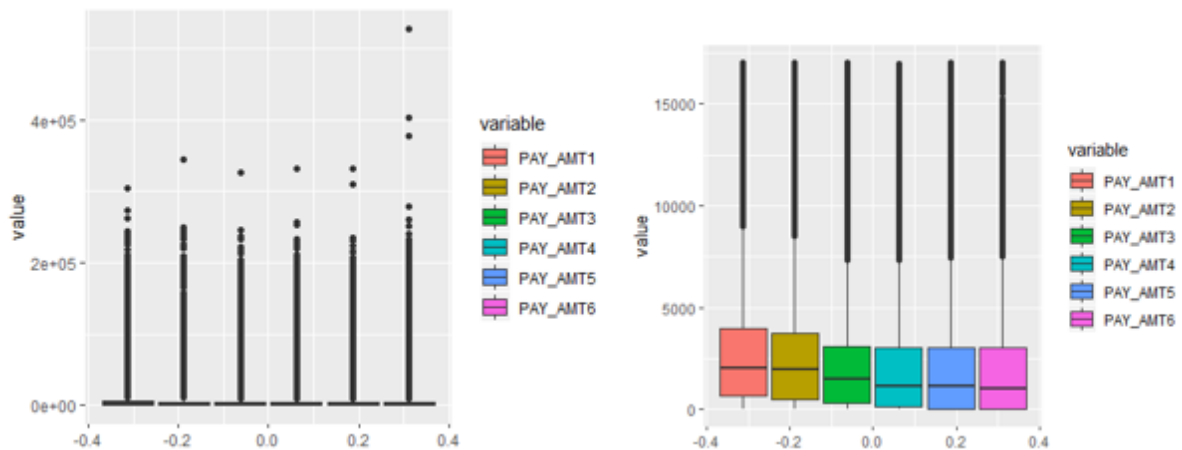 value
4e+05
2e+05
0e+00
-0.4
-0.2
0.0
0.2
0.4
variable
PAY_AMT1
PAY_AMT2
PAY_AMT3
PAY_AMT4
PAY_AMT5
PAY_AMT6
value
15000
10000
5000
0
-0.4
-0.2
0.0
0.2
0.4
variable
PAY_AMT1
PAY_AMT2
PAY_AMT3
PAY_AMT4
PAY_AMT5
PAY_AMT6